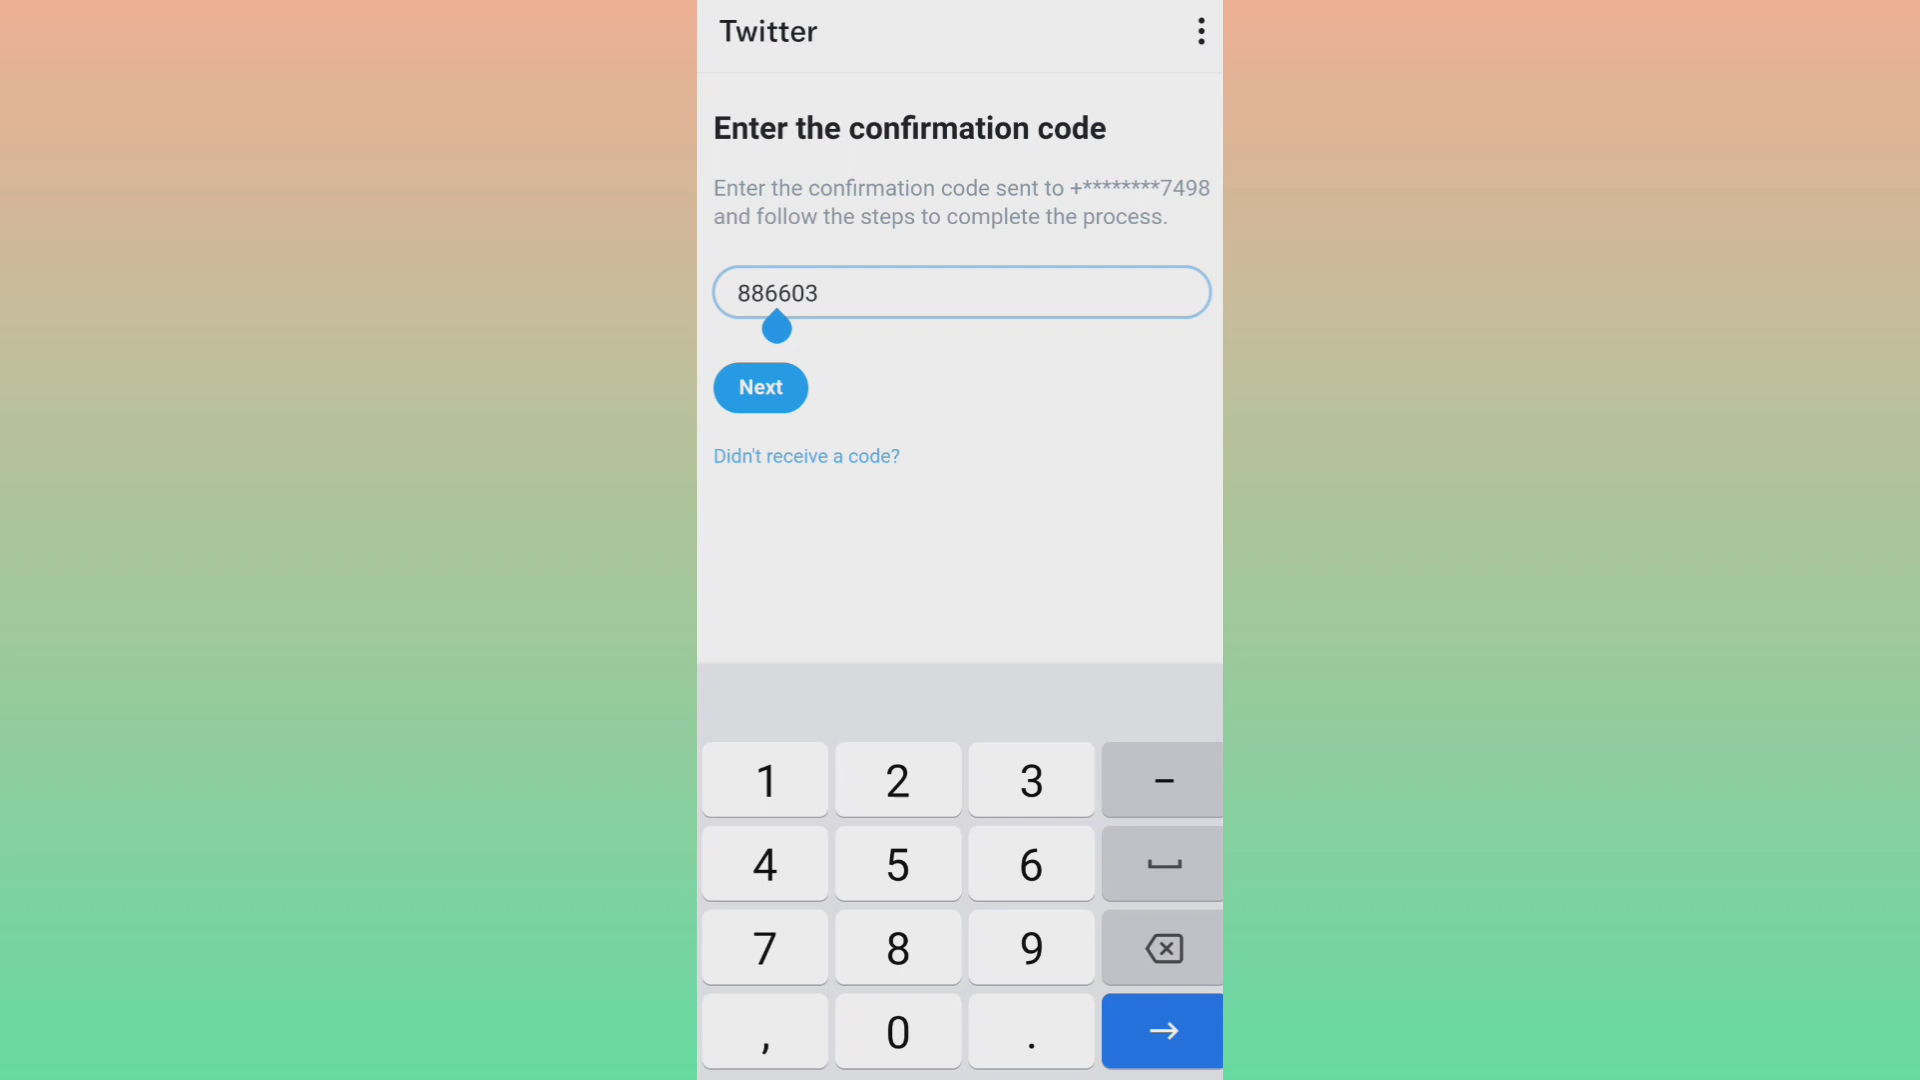 Twitter
Enter the confirmation code
Enter the confirmation code sent to +********7498
and follow the steps to complete the process.
886603
Next
Didn't receive a code?
1 2 3 –
4 5 6
7 8 9
, 0 . →